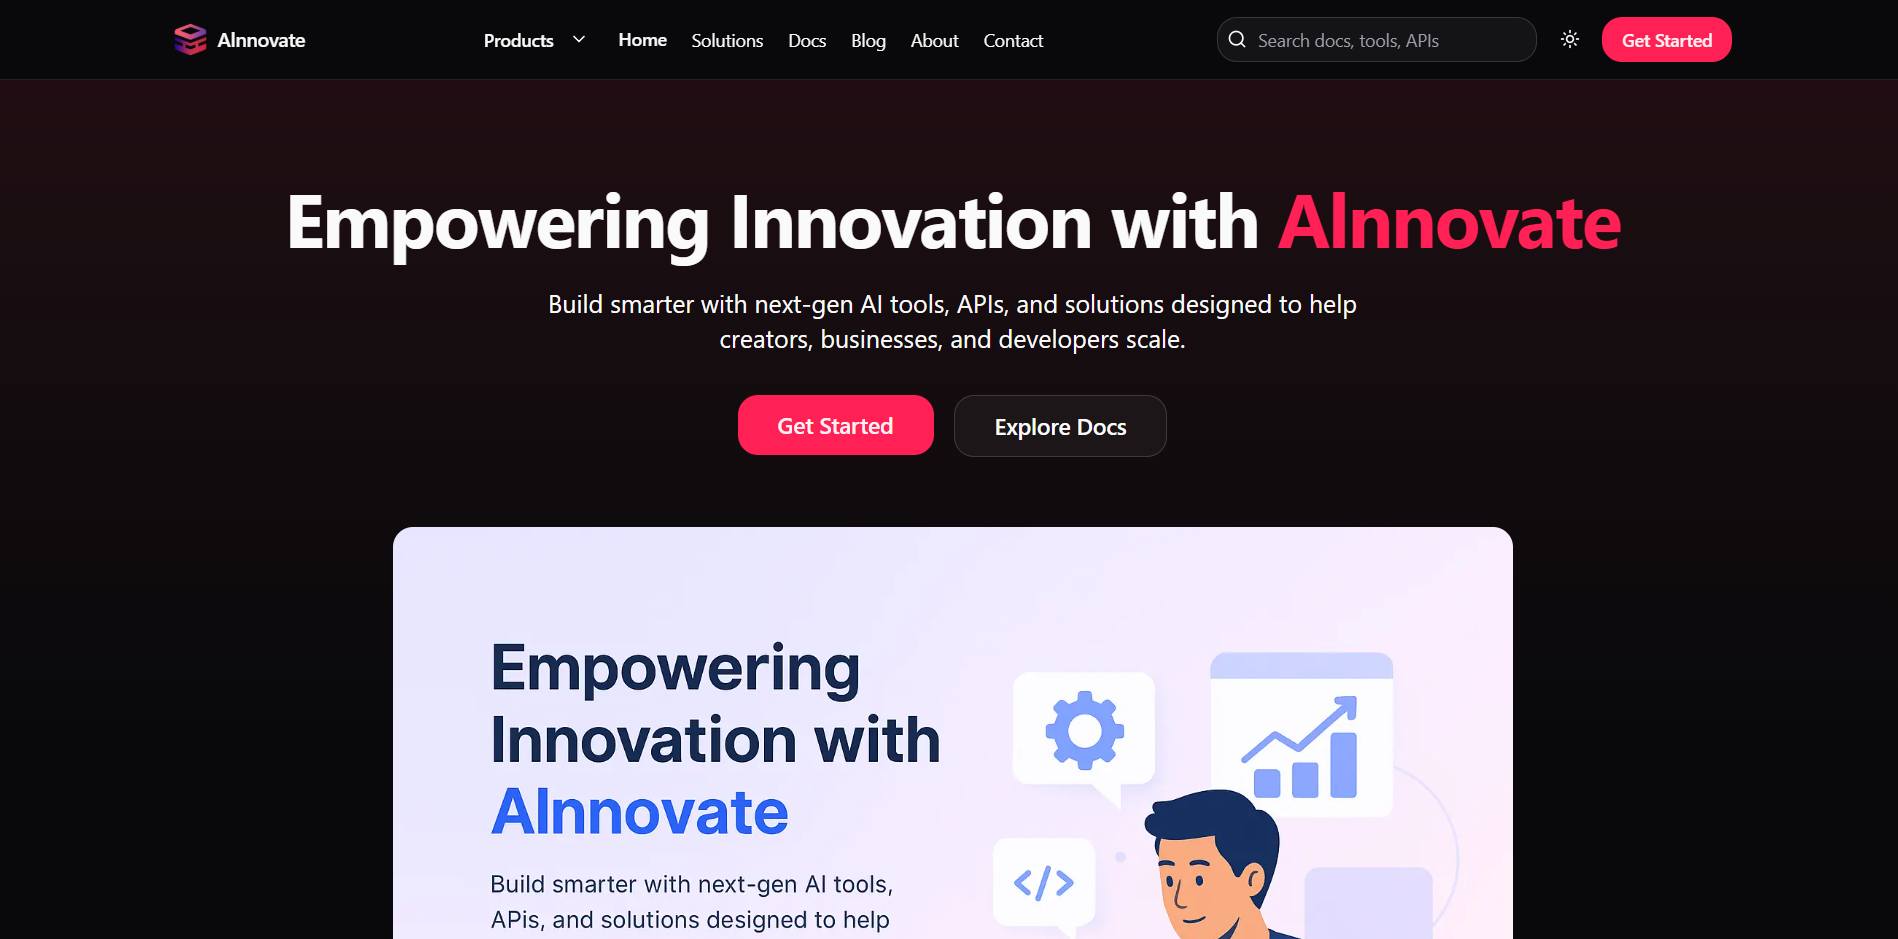 AInnovate
Products Home Solutions Docs Blog About Contact
Search docs, tools, APIs
Get Started
Empowering Innovation with AInnovate
Build smarter with next-gen AI tools, APIs, and solutions designed to help
creators, businesses, and developers scale.
Get Started
Explore Docs
Empowering
Innovation with
AInnovate
Build smarter with next-gen AI tools,
APIs, and solutions designed to help